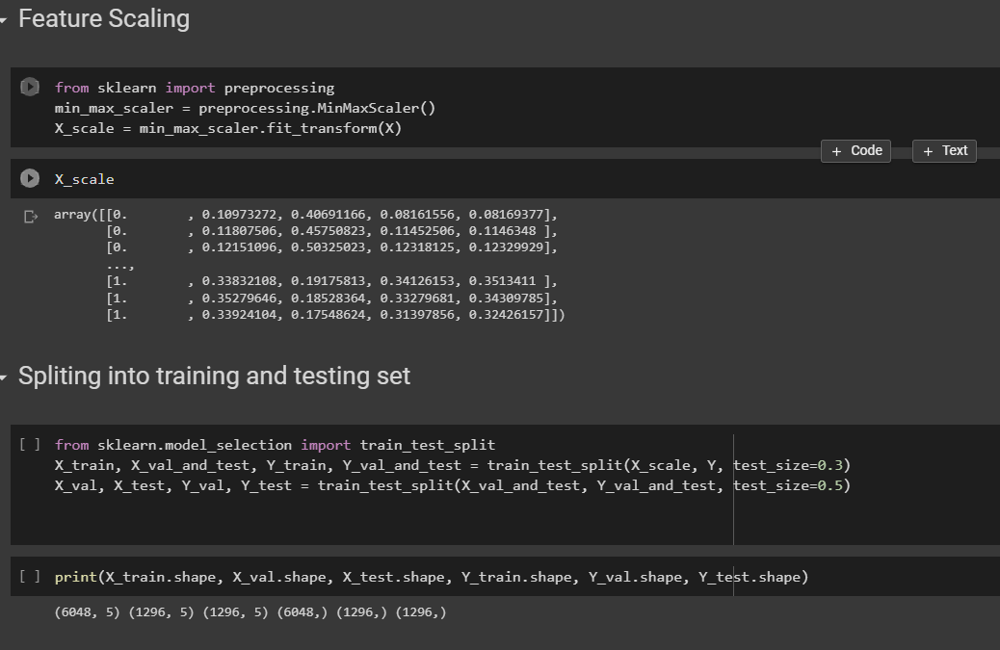 Feature Scaling
from sklearn import preprocessing
min_max_scaler = preprocessing.MinMaxScaler()
X_scale = min_max_scaler.fit_transform(X)
+ Code + Text
X_scale
array([[0.        , 0.10973272, 0.40691166, 0.08161556, 0.08169377],
       [0.        , 0.11807506, 0.45750823, 0.11452506, 0.1146348 ],
       [0.        , 0.12151096, 0.50325023, 0.12318125, 0.12329929],
       ...,
       [1.        , 0.33832108, 0.19175813, 0.34126153, 0.3513411 ],
       [1.        , 0.35279646, 0.18528364, 0.33279681, 0.34309785],
       [1.        , 0.33924104, 0.17548624, 0.31397856, 0.32426157]])
Spliting into training and testing set
[ ] from sklearn.model_selection import train_test_split
X_train, X_val_and_test, Y_train, Y_val_and_test = train_test_split(X_scale, Y, test_size=0.3)
X_val, X_test, Y_val, Y_test = train_test_split(X_val_and_test, Y_val_and_test, test_size=0.5)
[ ] print(X_train.shape, X_val.shape, X_test.shape, Y_train.shape, Y_val.shape, Y_test.shape)
(6048, 5) (1296, 5) (1296, 5) (6048,) (1296,) (1296,)